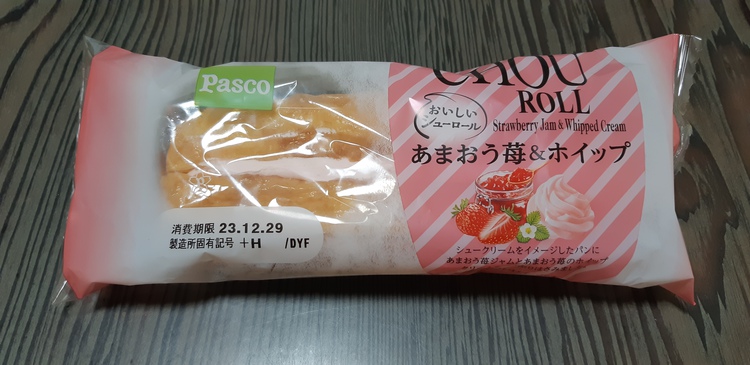 Pasco
CHOU
ROLL
Strawberry Jam & Whipped Cream
おいしい
シューロール
あまおう苺&ホイップ
消費期限 23.12.29
製造所固有記号 +H /DYF
シュークリームをイメージしたパンに
あまおう苺ジャムとあまおう苺のホイップ